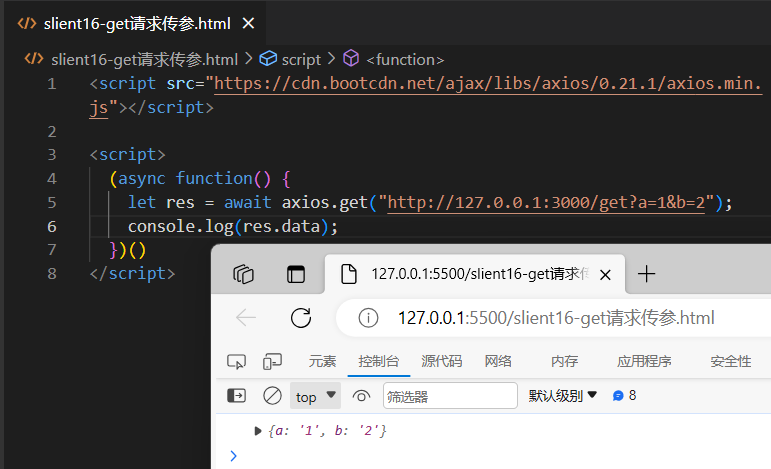 slient16-get请求传参.html
slient16-get请求传参.html > script > <function>
1 <script src="https://cdn.bootcdn.net/ajax/libs/axios/0.21.1/axios.min.
js"></script>
2
3 <script>
4 (async function() {
5 let res = await axios.get("http://127.0.0.1:3000/get?a=1&b=2");
6 console.log(res.data);
7 })()
8 </script>
127.0.0.1:5500/slient16-get请求传
127.0.0.1:5500/slient16-get请求传参.html
元素 控制台 源代码 网络 内存 应用程序 安全性
top 筛选器 默认级别 8
{a: '1', b: '2'}